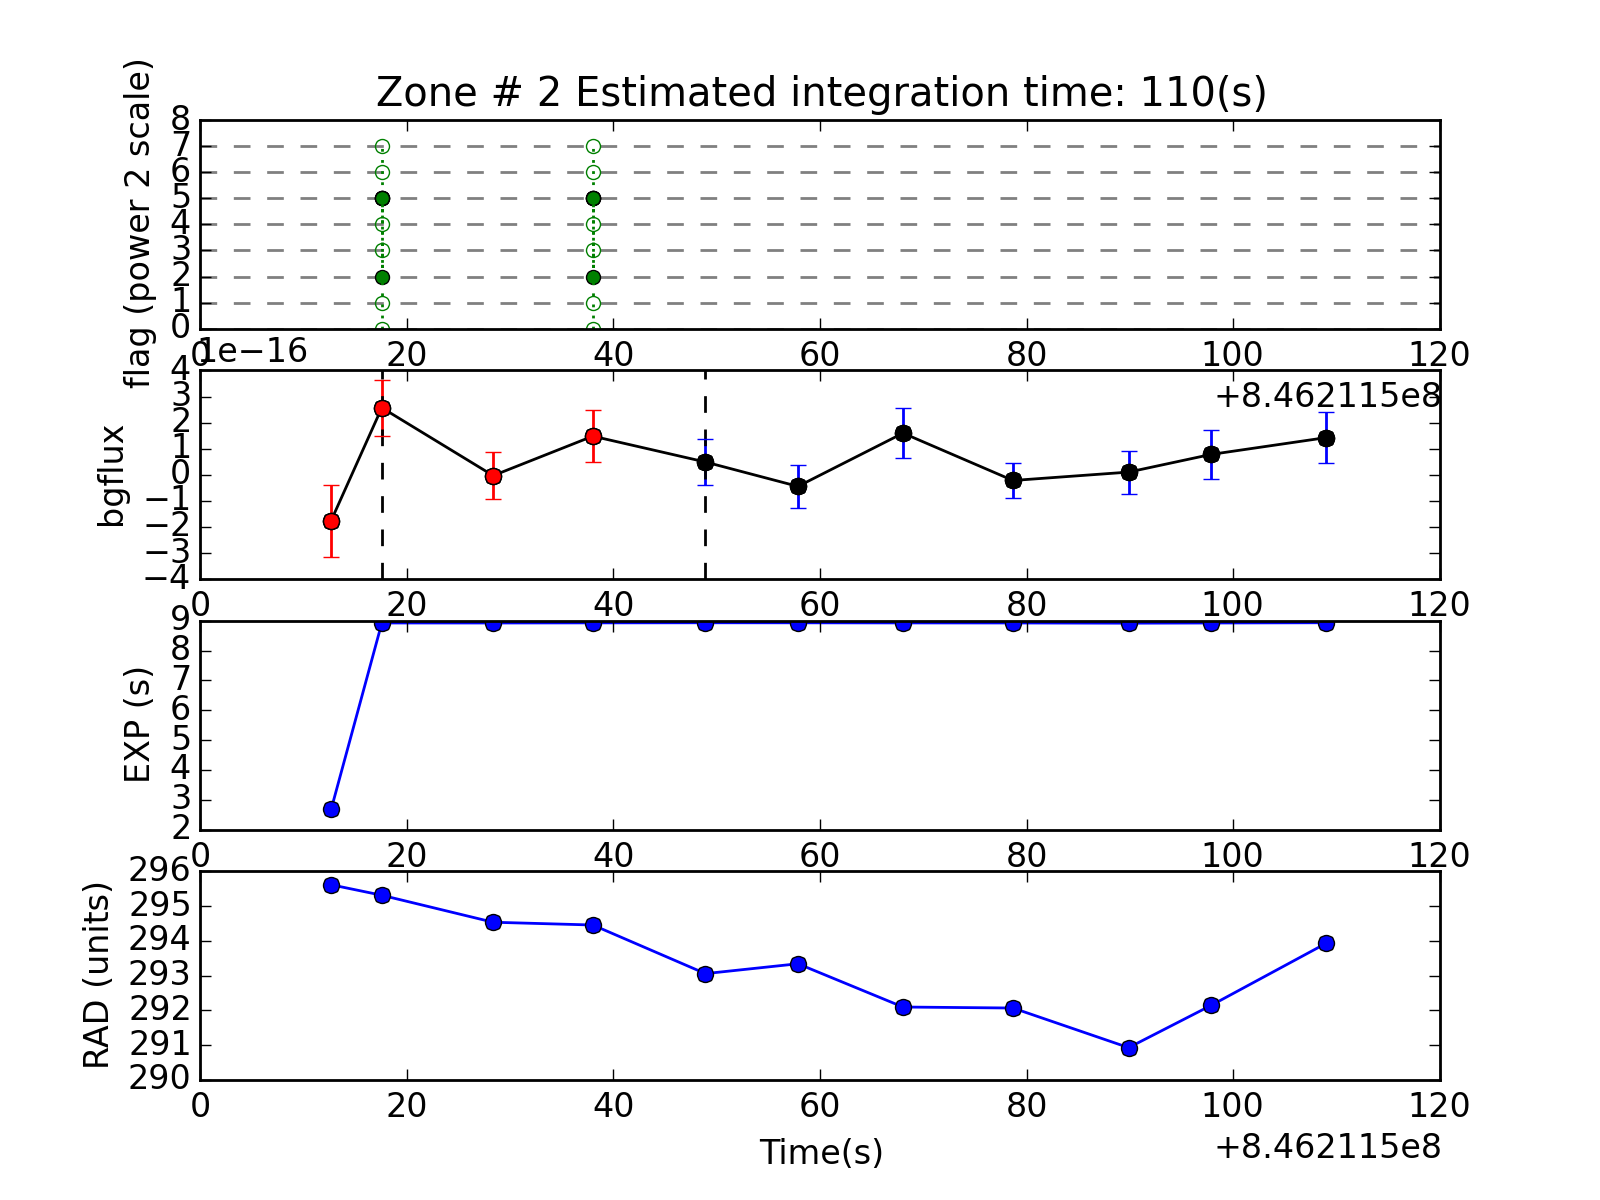 Zone # 2 Estimated integration time: 110(s)
flag (power 2 scale)
8
7
6
5
4
3
2
1
0
0 20 40 60 80 100 120
1e−16
+8.462115e8
bgflux
4
3
2
1
0
−1
−2
−3
−4
0 20 40 60 80 100 120
EXP (s)
9
8
7
6
5
4
3
2
0 20 40 60 80 100 120
RAD (units)
296
295
294
293
292
291
290
0 20 40 60 80 100 120
Time(s)
+8.462115e8